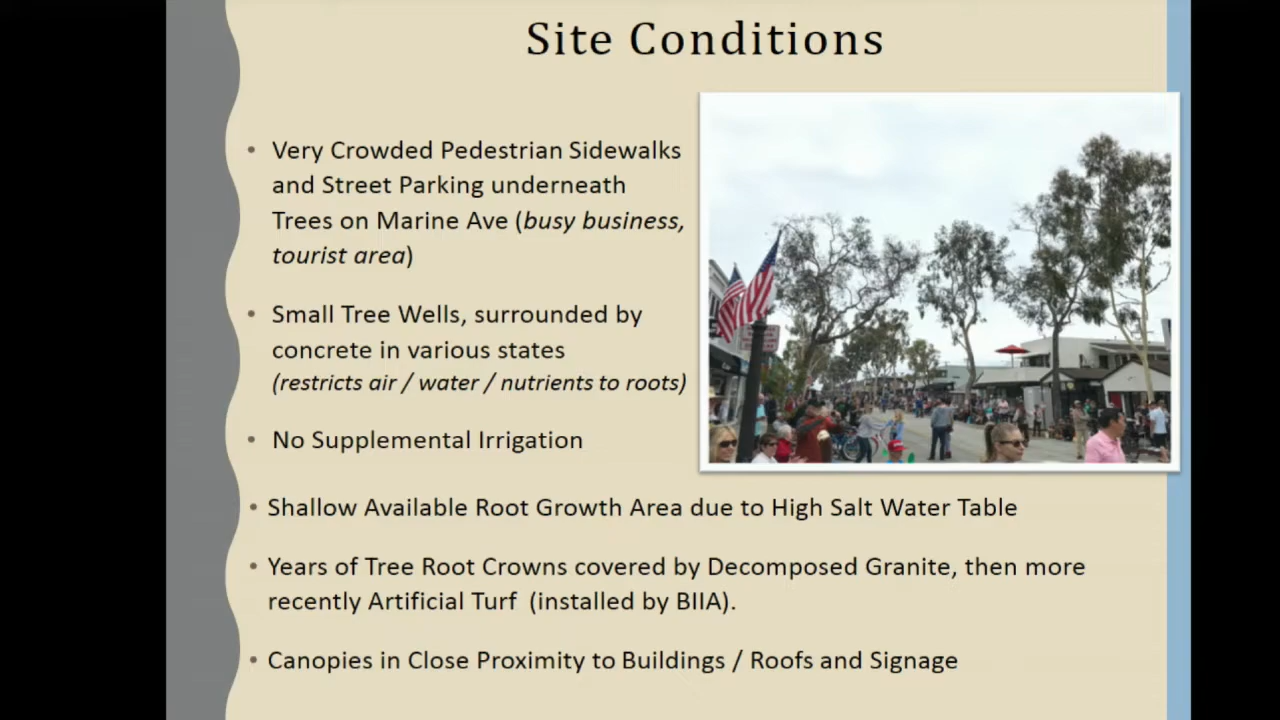 Site Conditions
• Very Crowded Pedestrian Sidewalks
and Street Parking underneath
Trees on Marine Ave (busy business,
tourist area)
• Small Tree Wells, surrounded by
concrete in various states
(restricts air / water / nutrients to roots)
• No Supplemental Irrigation
• Shallow Available Root Growth Area due to High Salt Water Table
• Years of Tree Root Crowns covered by Decomposed Granite, then more
recently Artificial Turf (installed by BIIA).
• Canopies in Close Proximity to Buildings / Roofs and Signage